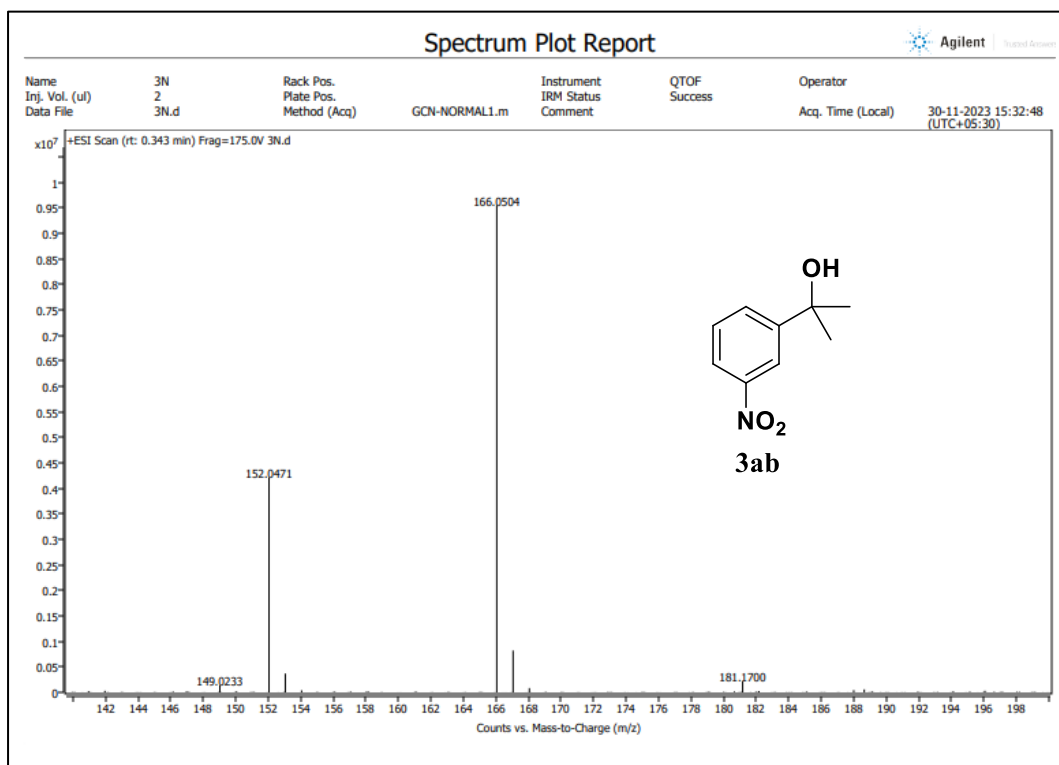 Spectrum Plot Report
Agilent | Trusted Answers
Name 3N Rack Pos. Instrument QTOF Operator
Inj. Vol. (ul) 2 Plate Pos. IRM Status Success
Data File 3N.d Method (Acq) GCN-NORMAL1.m Comment Acq. Time (Local) 30-11-2023 15:32:48
(UTC+05:30)
x10⁷ +ESI Scan (rt: 0.343 min) Frag=175.0V 3N.d
1
0.95
166.0504
0.9
0.85
0.8
OH
0.75
0.7
0.65
0.6
0.55
NO₂
0.5
0.45
3ab
152.0471
0.4
0.35
0.3
0.25
0.2
0.15
0.1
0.05
149.0233 181.1700
0
142 144 146 148 150 152 154 156 158 160 162 164 166 168 170 172 174 176 178 180 182 184 186 188 190 192 194 196 198
Counts vs. Mass-to-Charge (m/z)